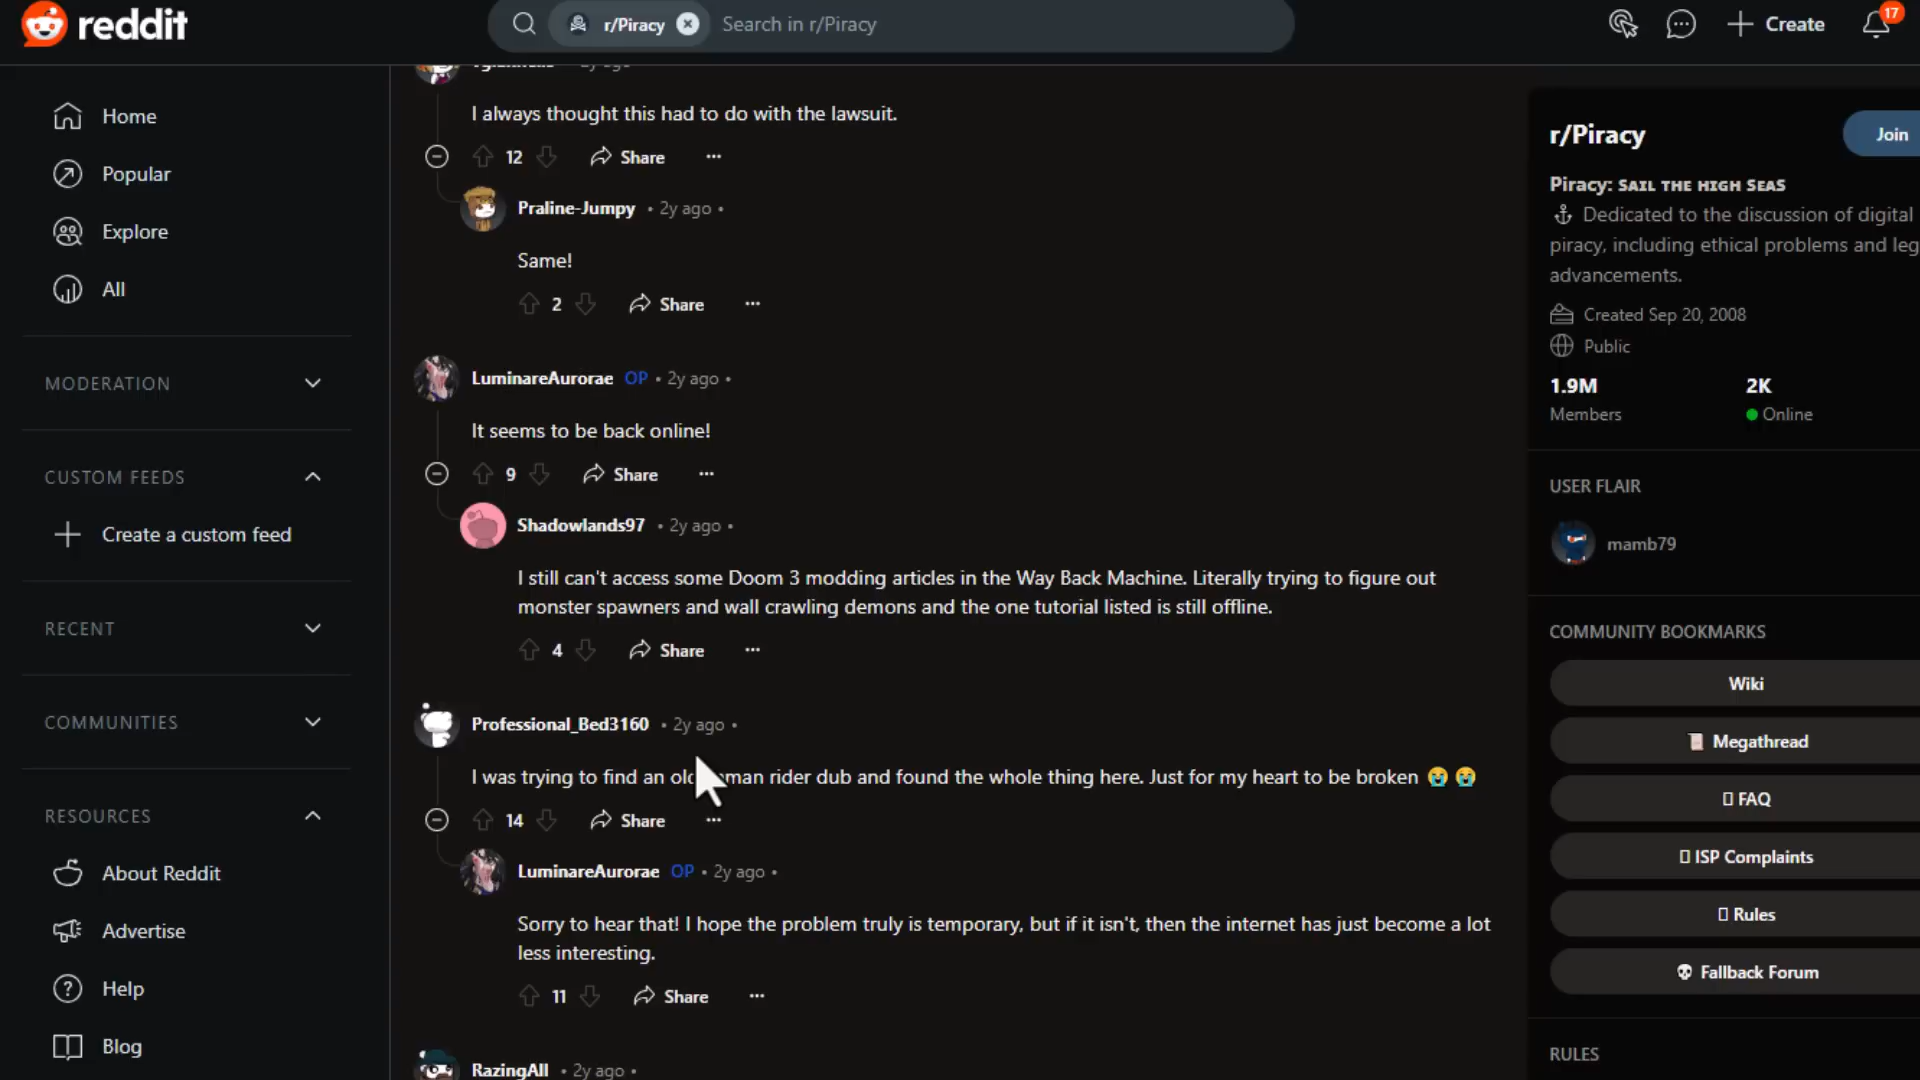 reddit
r/Piracy
Search in r/Piracy
Create
17
Home
Popular
Explore
All
MODERATION
CUSTOM FEEDS
Create a custom feed
RECENT
COMMUNITIES
RESOURCES
About Reddit
Advertise
Help
Blog
2y ago
I always thought this had to do with the lawsuit.
12 Share
Praline-Jumpy • 2y ago •
Same!
2 Share
LuminareAurorae OP • 2y ago •
It seems to be back online!
9 Share
Shadowlands97 • 2y ago •
I still can't access some Doom 3 modding articles in the Way Back Machine. Literally trying to figure out
monster spawners and wall crawling demons and the one tutorial listed is still offline.
4 Share
Professional_Bed3160 • 2y ago •
I was trying to find an old man rider dub and found the whole thing here. Just for my heart to be broken 😭 😭
14 Share
LuminareAurorae OP • 2y ago •
Sorry to hear that! I hope the problem truly is temporary, but if it isn't, then the internet has just become a lot
less interesting.
11 Share
RazingAll • 2y ago •
r/Piracy
Join
Piracy: SAIL THE HIGH SEAS
⚓ Dedicated to the discussion of digital
piracy, including ethical problems and leg
advancements.
Created Sep 20, 2008
Public
1.9M 2K
Members Online
USER FLAIR
mamb79
COMMUNITY BOOKMARKS
Wiki
📜 Megathread
FAQ
ISP Complaints
Rules
💀 Fallback Forum
RULES